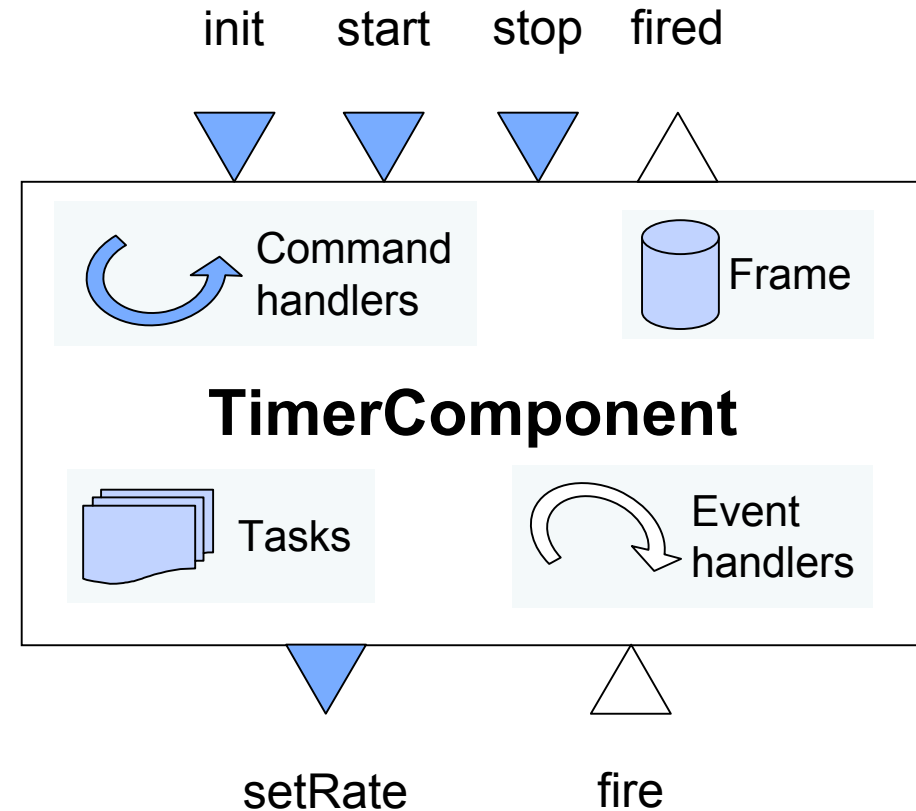 init start stop fired
Command
handlers
Frame
TimerComponent
Tasks
Event
handlers
setRate fire